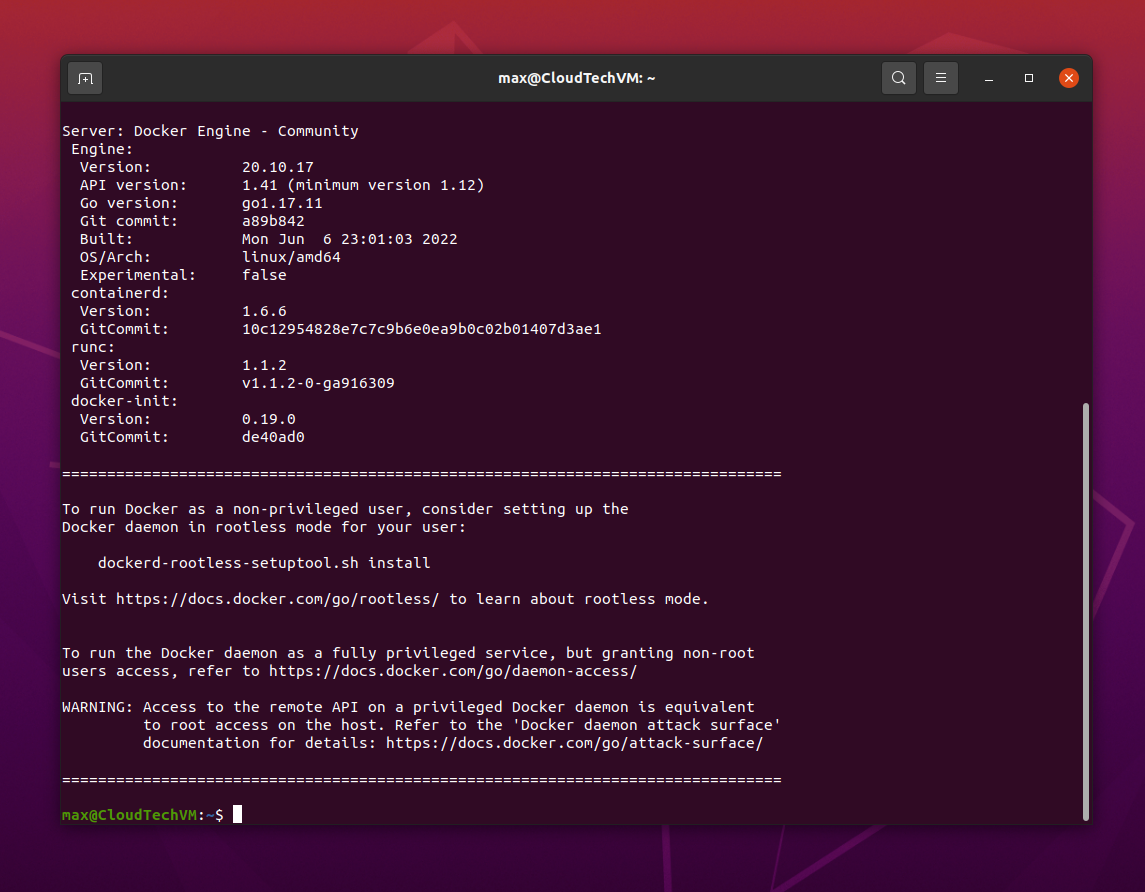 max@CloudTechVM: ~
Server: Docker Engine - Community
 Engine:
  Version:          20.10.17
  API version:      1.41 (minimum version 1.12)
  Go version:       go1.17.11
  Git commit:       a89b842
  Built:            Mon Jun  6 23:01:03 2022
  OS/Arch:          linux/amd64
  Experimental:     false
 containerd:
  Version:          1.6.6
  GitCommit:        10c12954828e7c7c9b6e0ea9b0c02b01407d3ae1
 runc:
  Version:          1.1.2
  GitCommit:        v1.1.2-0-ga916309
 docker-init:
  Version:          0.19.0
  GitCommit:        de40ad0
================================================================================
To run Docker as a non-privileged user, consider setting up the
Docker daemon in rootless mode for your user:
    dockerd-rootless-setuptool.sh install
Visit https://docs.docker.com/go/rootless/ to learn about rootless mode.
To run the Docker daemon as a fully privileged service, but granting non-root
users access, refer to https://docs.docker.com/go/daemon-access/
WARNING: Access to the remote API on a privileged Docker daemon is equivalent
         to root access on the host. Refer to the 'Docker daemon attack surface'
         documentation for details: https://docs.docker.com/go/attack-surface/
================================================================================
max@CloudTechVM:~$